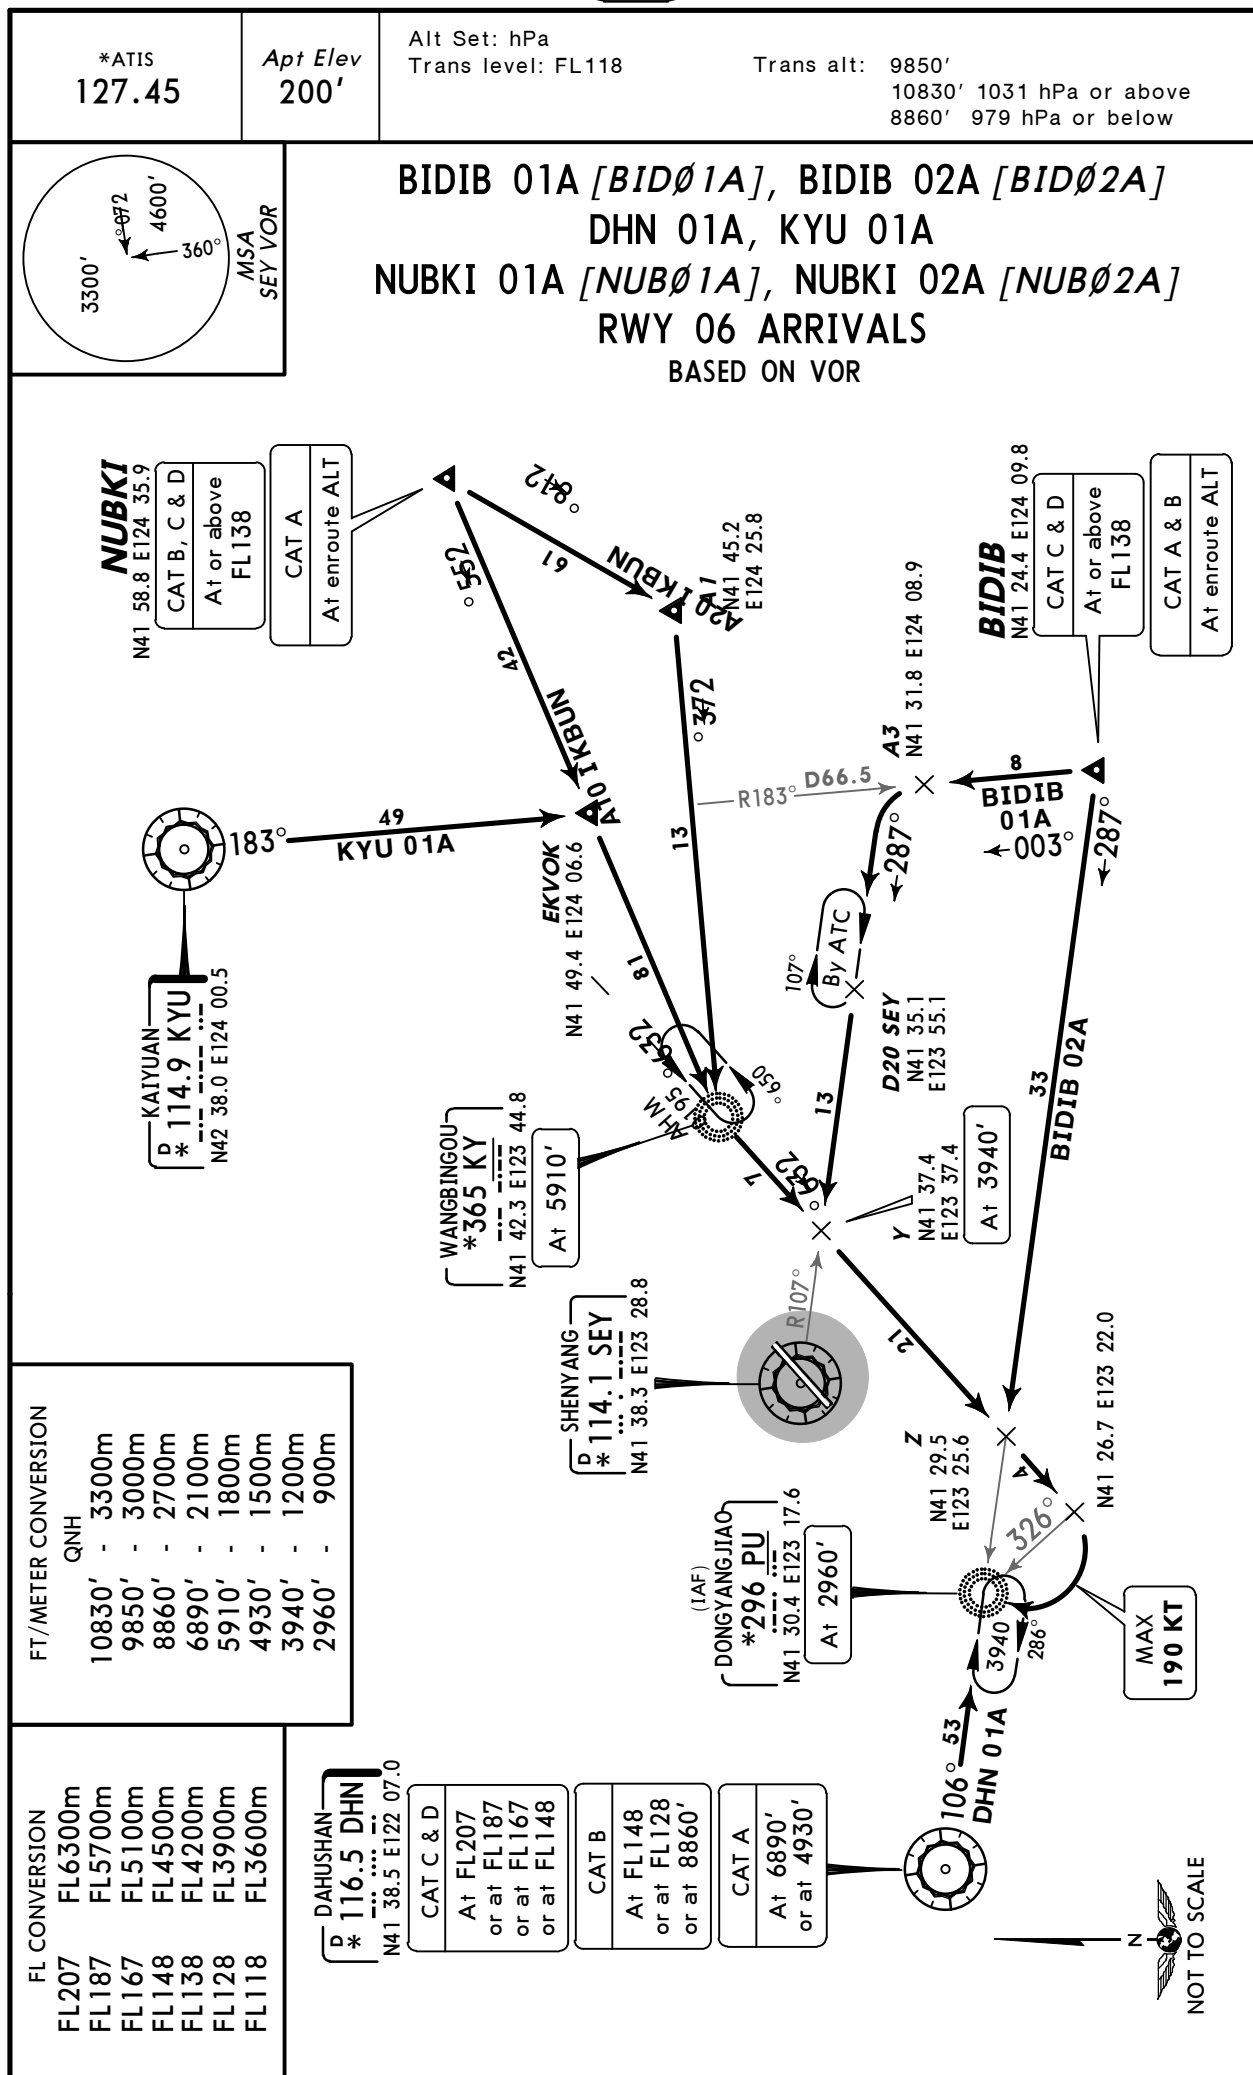 *ATIS
127.45
Apt Elev
200'
Alt Set: hPa
Trans level: FL118
Trans alt: 9850'
10830' 1031 hPa or above
8860' 979 hPa or below
MSA
SEY VOR
3300'
4600'
072°
360°
BIDIB 01A [BIDØ1A], BIDIB 02A [BIDØ2A]
DHN 01A, KYU 01A
NUBKI 01A [NUBØ1A], NUBKI 02A [NUBØ2A]
RWY 06 ARRIVALS
BASED ON VOR
NUBKI
N41 58.8 E124 35.9
CAT B, C & D
At or above
FL138
CAT A
At enroute ALT
218°
19
NUBKI 02A
A1
N41 45.2
E124 25.8
255°
42
NUBKI 01A
273°
13
183°
49
KYU 01A
EKVOK
N41 49.4 E124 06.6
18
R183° D66.5
A3
N41 31.8 E124 08.9
BIDIB
N41 24.4 E124 09.8
CAT C & D
At or above
FL138
CAT A & B
At enroute ALT
8
BIDIB
01A
003°
287°
287°
By ATC
107°
D20 SEY
N41 35.1
E123 55.1
13
33
BIDIB 02A
D
KAIYUAN
* 114.9 KYU
N42 38.0 E124 00.5
239°
059°
MHA
WANGBINGOU
*365 KY
N41 42.3 E123 44.8
At 5910'
7
239°
Y
N41 37.4
E123 37.4
At 3940'
R107°
D
SHENYANG
* 114.1 SEY
N41 38.3 E123 28.8
21
Z
N41 29.5
E123 25.6
4
N41 26.7 E123 22.0
326°
(IAF)
DONGYANGJIAO
*296 PU
N41 30.4 E123 17.6
At 2960'
3940
286°
MAX
190 KT
106°
53
DHN 01A
D
DAHUSHAN
* 116.5 DHN
N41 38.5 E122 07.0
CAT C & D
At FL207
or at FL187
or at FL167
or at FL148
CAT B
At FL148
or at FL128
or at 8860'
CAT A
At 6890'
or at 4930'
FT/METER CONVERSION
QNH
10830' - 3300m
9850' - 3000m
8860' - 2700m
6890' - 2100m
5910' - 1800m
4930' - 1500m
3940' - 1200m
2960' - 900m
FL CONVERSION
FL207 FL6300m
FL187 FL5700m
FL167 FL5100m
FL148 FL4500m
FL138 FL4200m
FL128 FL3900m
FL118 FL3600m
N
NOT TO SCALE